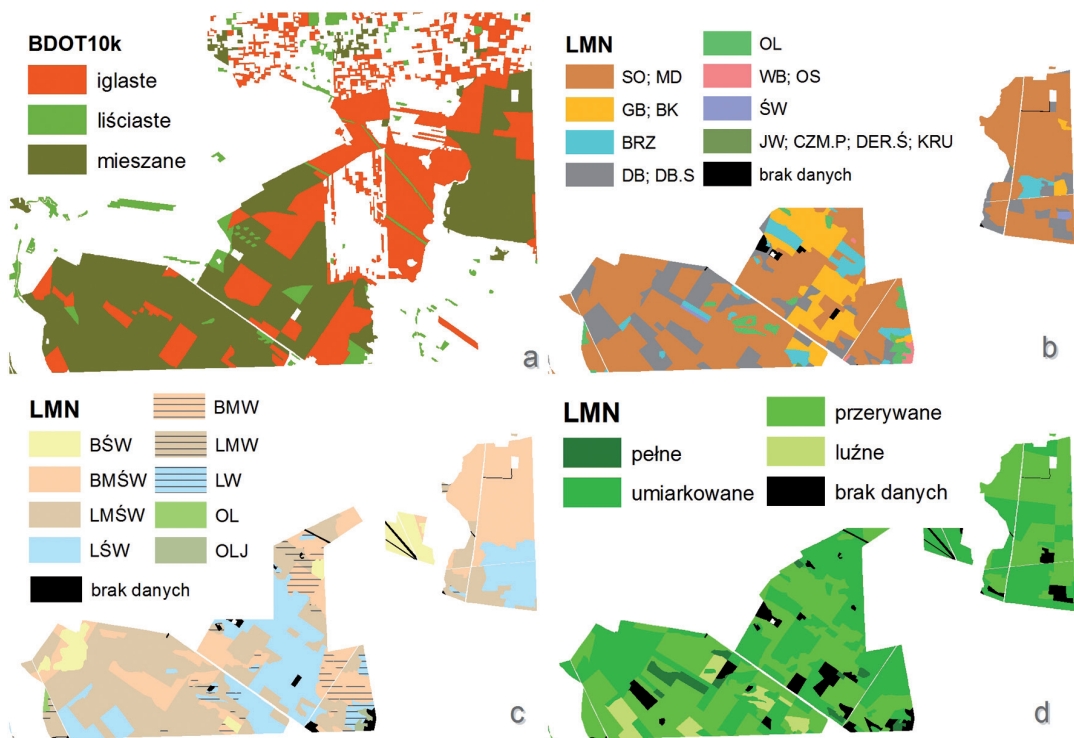 BDOT10k
iglaste
liściaste
mieszane
a
LMN
SO; MD
GB; BK
BRZ
DB; DB.S
OL
WB; OS
ŚW
JW; CZM.P; DER.Ś; KRU
brak danych
b
LMN
BŚW
BMŚW
LMŚW
LŚW
brak danych
BMW
LMW
LW
OL
OLJ
c
LMN
pełne
umiarkowane
przerywane
luźne
brak danych
d